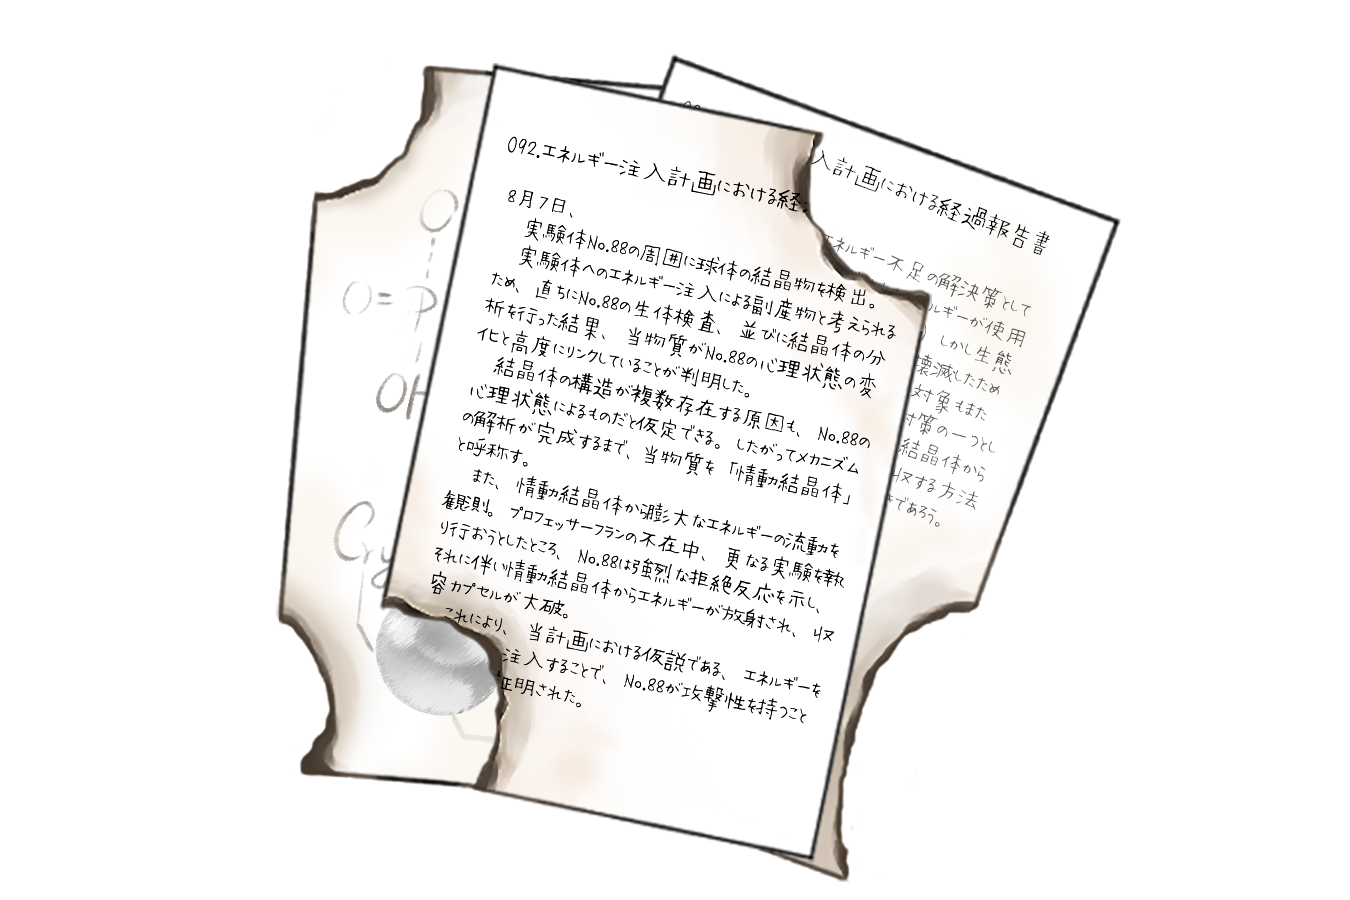 092.エネルギー注入計画における経
8月7日、
実験体No.88の周囲に球体の結晶物を検出。
実験体へのエネルギー注入による副産物と考えられる
ため、直ちにNo.88の生体検査、並びに結晶体の分
析を行った結果、当物質がNo.88の心理状態の変
化と高度にリンクしていることが判明した。
結晶体の構造が複数存在する原因も、No.88の
心理状態によるものだと仮定できる。したがってメカニズム
の解析が完成するまで、当物質を「情動結晶体」
と呼称す。
また、情動結晶体から膨大なエネルギーの流動を
観測。プロフェッサーフランの不在中、更なる実験を執
り行おうとしたところ、No.88は強烈な拒絶反応を示し、
それに伴い情動結晶体からエネルギーが放射され、収
容カプセルが大破。
これにより、当計画における仮説である、エネルギーを
注入することで、No.88が攻撃性を持つこと
証明された。
入計画における経過報告書
エネルギー不足の解決策として
ルギーが使用
しかし生態
壊滅したため
対象もまた
対策の一つとし
結晶体から
収する方法
であろう。
O
O=P
OH
Cry